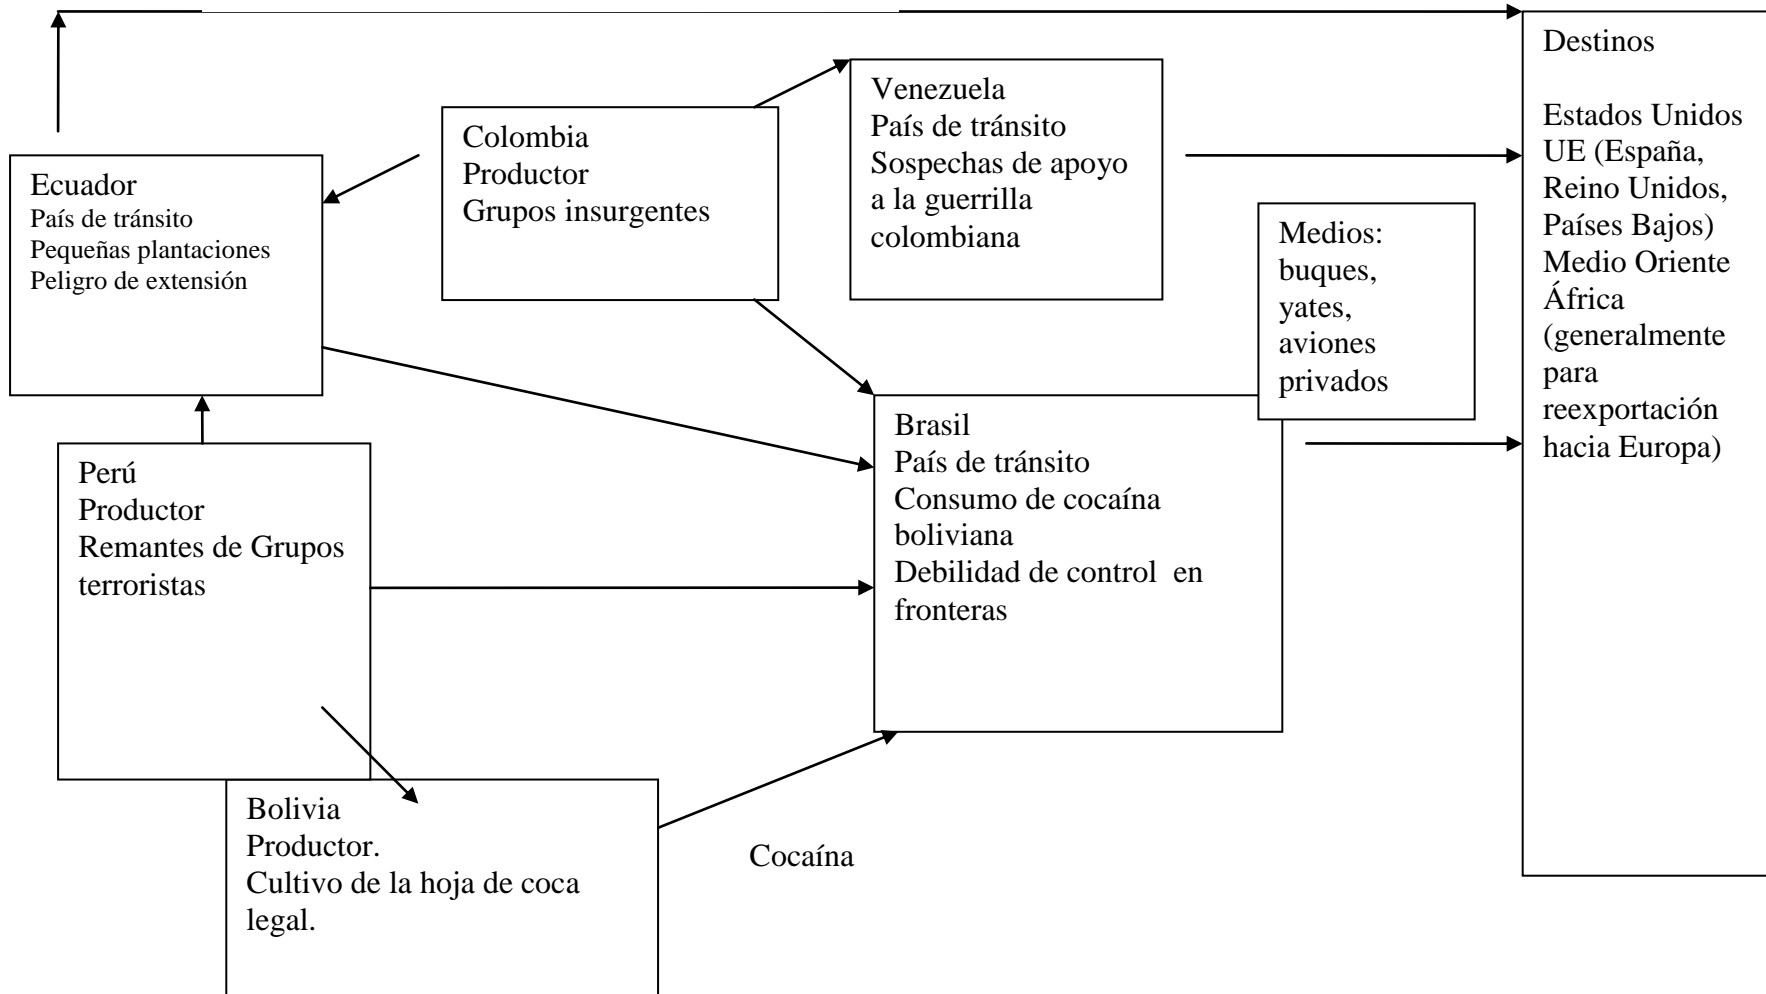 Destinos
Estados Unidos
UE (España,
Reino Unidos,
Países Bajos)
Medio Oriente
África
(generalmente
para
reexportación
hacia Europa)
Venezuela
País de tránsito
Sospechas de apoyo
a la guerrilla
colombiana
Colombia
Productor
Grupos insurgentes
Ecuador
País de tránsito
Pequeñas plantaciones
Peligro de extensión
Medios:
buques,
yates,
aviones
privados
Brasil
País de tránsito
Consumo de cocaína
boliviana
Debilidad de control  en
fronteras
Perú
Productor
Remantes de Grupos
terroristas
Bolivia
Productor.
Cultivo de la hoja de coca
legal.
Cocaína